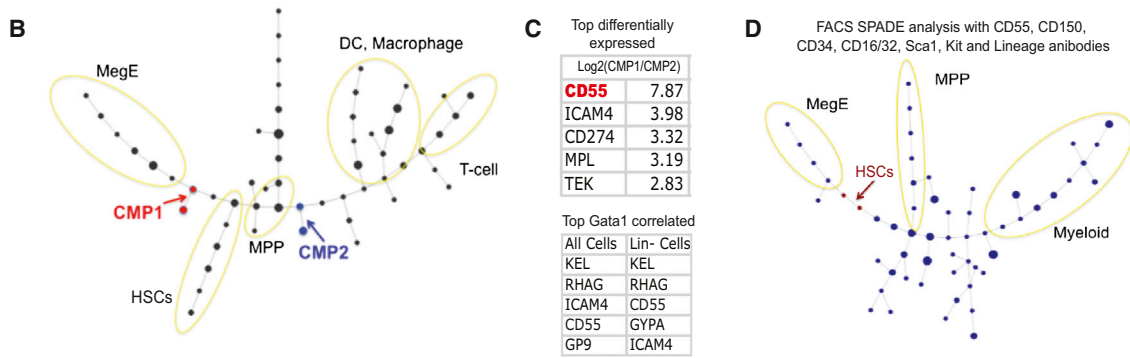 B
DC, Macrophage
MegE
T-cell
CMP1
MPP
CMP2
HSCs
C
Top differentially
expressed
Log2(CMP1/CMP2)
CD55 7.87
ICAM4 3.98
CD274 3.32
MPL 3.19
TEK 2.83
Top Gata1 correlated
All Cells Lin- Cells
KEL KEL
RHAG RHAG
ICAM4 CD55
CD55 GYPA
GP9 ICAM4
D
FACS SPADE analysis with CD55, CD150,
CD34, CD16/32, Sca1, Kit and Lineage anibodies
MPP
MegE
HSCs
Myeloid